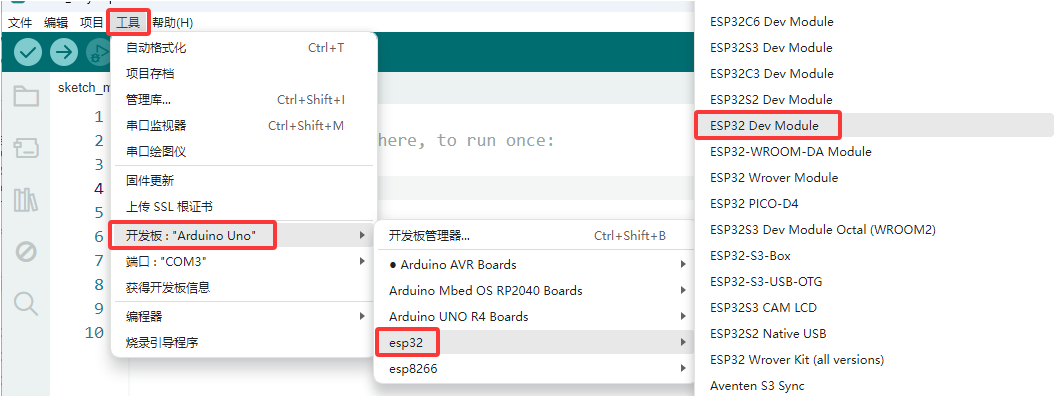 文件 编辑 项目 工具 帮助(H)
自动格式化 Ctrl+T
项目存档
管理库... Ctrl+Shift+I
串口监视器 Ctrl+Shift+M
串口绘图仪
固件更新
上传 SSL 根证书
开发板 : "Arduino Uno"
端口 : "COM3"
获得开发板信息
编程器
烧录引导程序
sketch_m
1
2 here, to run once:
3
4
5
6
7
8
9
10
开发板管理器... Ctrl+Shift+B
● Arduino AVR Boards
Arduino Mbed OS RP2040 Boards
Arduino UNO R4 Boards
esp32
esp8266
ESP32C6 Dev Module
ESP32S3 Dev Module
ESP32C3 Dev Module
ESP32S2 Dev Module
ESP32 Dev Module
ESP32-WROOM-DA Module
ESP32 Wrover Module
ESP32 PICO-D4
ESP32S3 Dev Module Octal (WROOM2)
ESP32-S3-Box
ESP32-S3-USB-OTG
ESP32S3 CAM LCD
ESP32S2 Native USB
ESP32 Wrover Kit (all versions)
Aventen S3 Sync